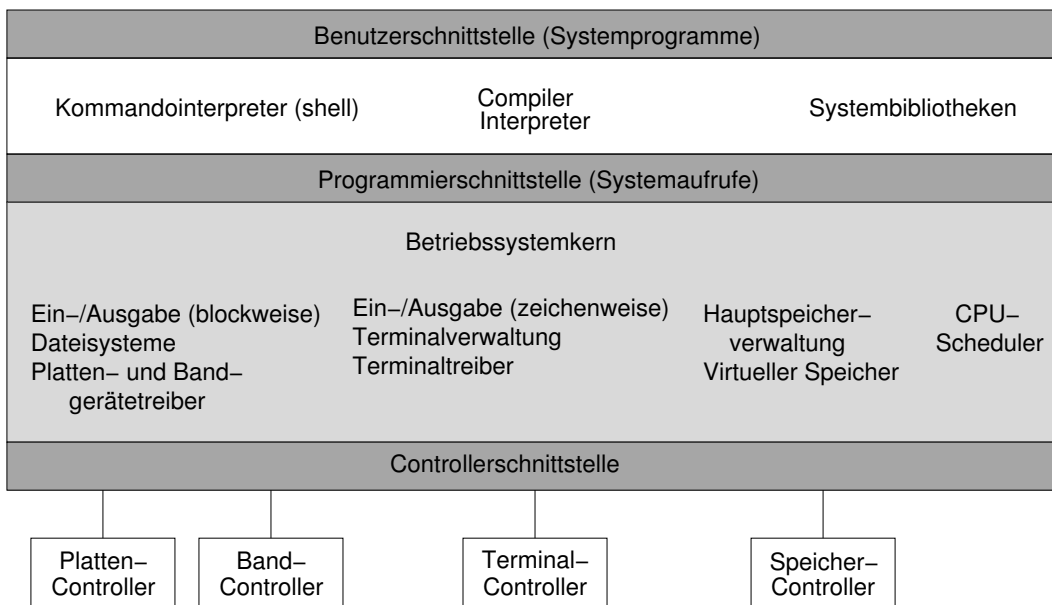 Benutzerschnittstelle (Systemprogramme)
Kommandointerpreter (shell)
Compiler
Interpreter
Systembibliotheken
Programmierschnittstelle (Systemaufrufe)
Betriebssystemkern
Ein−/Ausgabe (blockweise)
Dateisysteme
Platten− und Band−
gerätetreiber
Ein−/Ausgabe (zeichenweise)
Terminalverwaltung
Terminaltreiber
Hauptspeicher−
verwaltung
Virtueller Speicher
CPU−
Scheduler
Controllerschnittstelle
Platten−
Controller
Band−
Controller
Terminal−
Controller
Speicher−
Controller